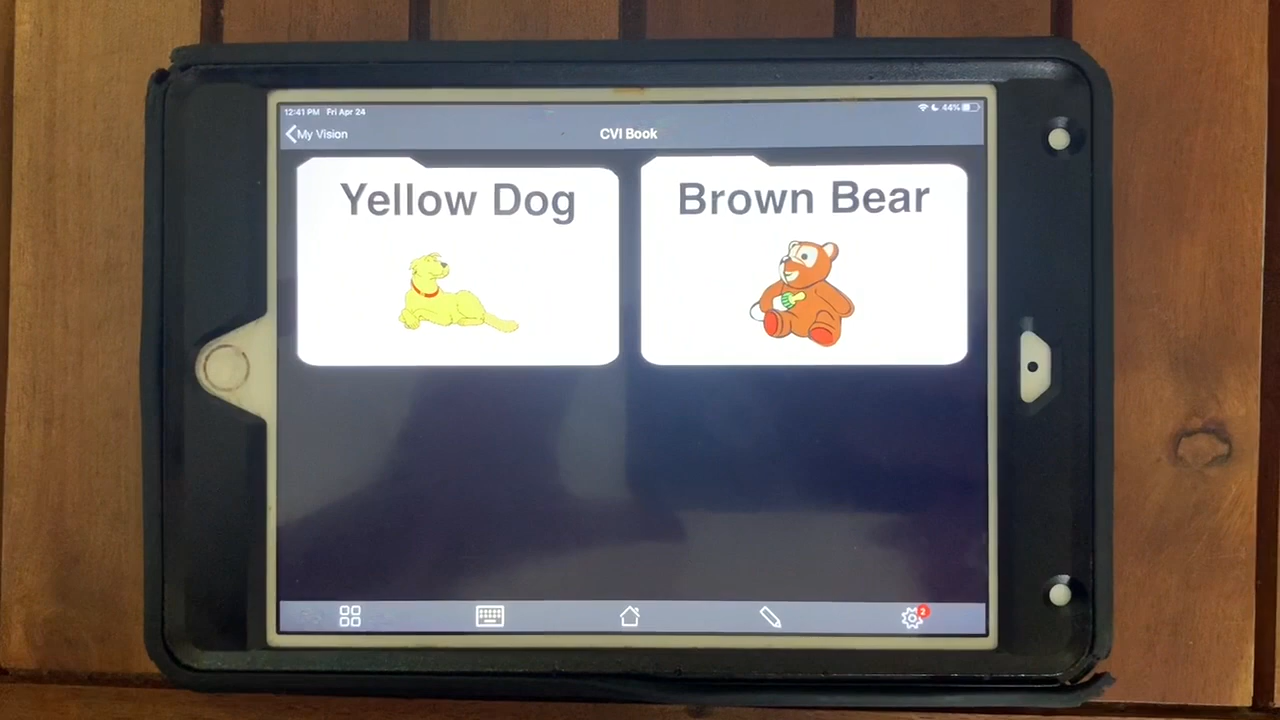 12:41 PM Fri Apr 24
44%
My Vision
CVI Book
Yellow Dog
Brown Bear
2